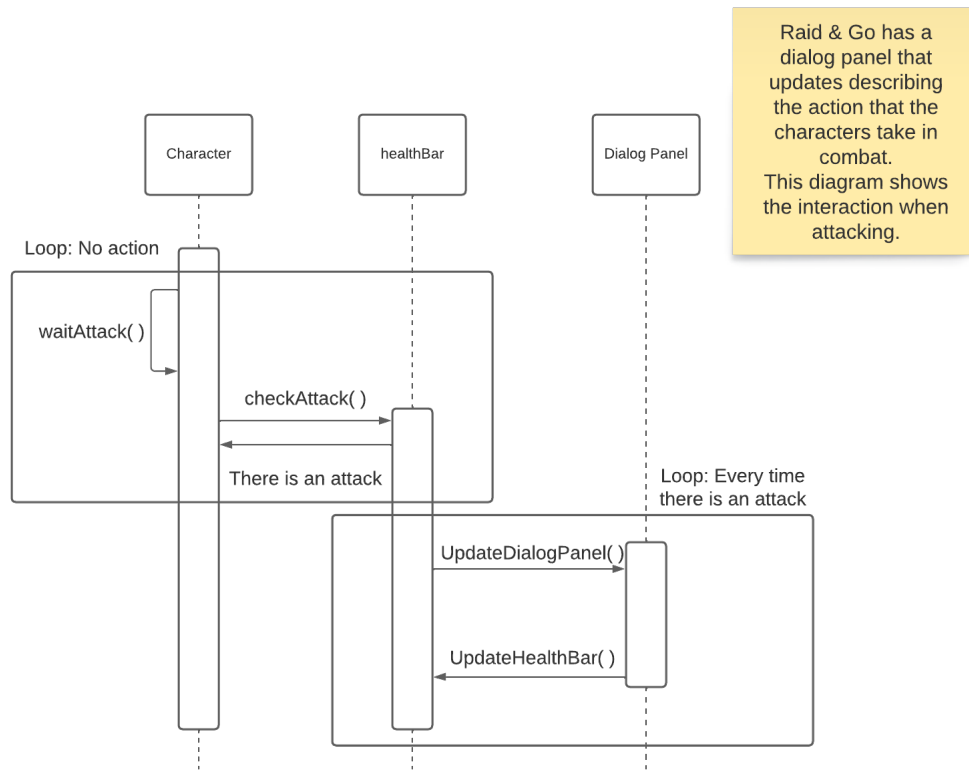 Raid & Go has a
dialog panel that
updates describing
the action that the
characters take in
combat.
This diagram shows
the interaction when
attacking.
Character
healthBar
Dialog Panel
Loop: No action
waitAttack( )
checkAttack( )
There is an attack
Loop: Every time
there is an attack
UpdateDialogPanel( )
UpdateHealthBar( )